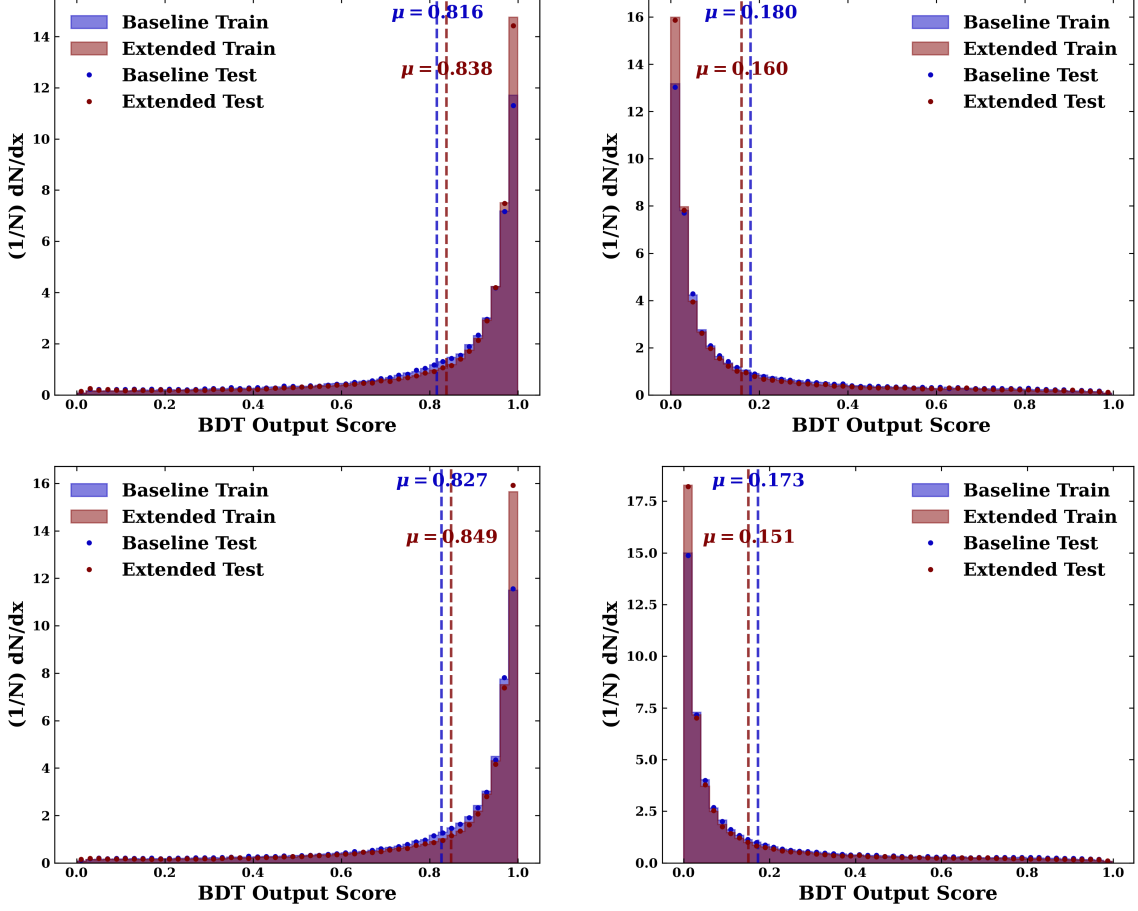 μ = 0.816
Baseline Train
Extended Train
Baseline Test
Extended Test
μ = 0.838
(1/N) dN/dx
14
12
10
8
6
4
2
0
0.0 0.2 0.4 0.6 0.8 1.0
BDT Output Score
μ = 0.180
Baseline Train
Extended Train
Baseline Test
Extended Test
μ = 0.160
(1/N) dN/dx
16
14
12
10
8
6
4
2
0
0.0 0.2 0.4 0.6 0.8 1.0
BDT Output Score
μ = 0.827
Baseline Train
Extended Train
Baseline Test
Extended Test
μ = 0.849
(1/N) dN/dx
16
14
12
10
8
6
4
2
0
0.0 0.2 0.4 0.6 0.8 1.0
BDT Output Score
μ = 0.173
Baseline Train
Extended Train
Baseline Test
Extended Test
μ = 0.151
(1/N) dN/dx
17.5
15.0
12.5
10.0
7.5
5.0
2.5
0.0
0.0 0.2 0.4 0.6 0.8 1.0
BDT Output Score